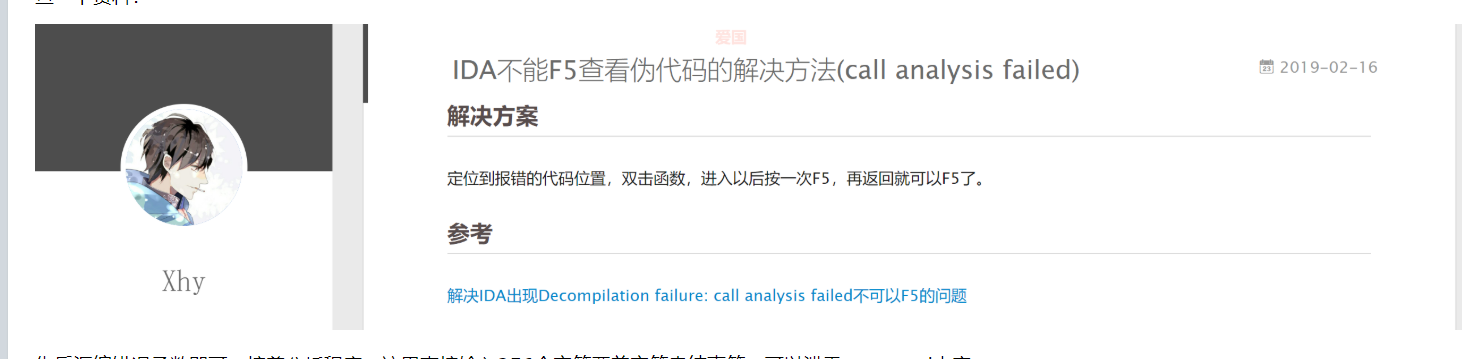 爱国
IDA不能F5查看伪代码的解决方法(call analysis failed)
2019-02-16
解决方案
定位到报错的代码位置，双击函数，进入以后按一次F5，再返回就可以F5了。
Xhy
参考
解决IDA出现Decompilation failure: call analysis failed不可以F5的问题